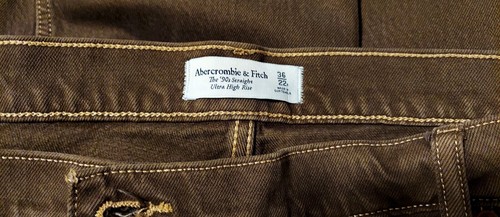 Abercrombie & Fitch
The '90s Straight
Ultra High Rise
36